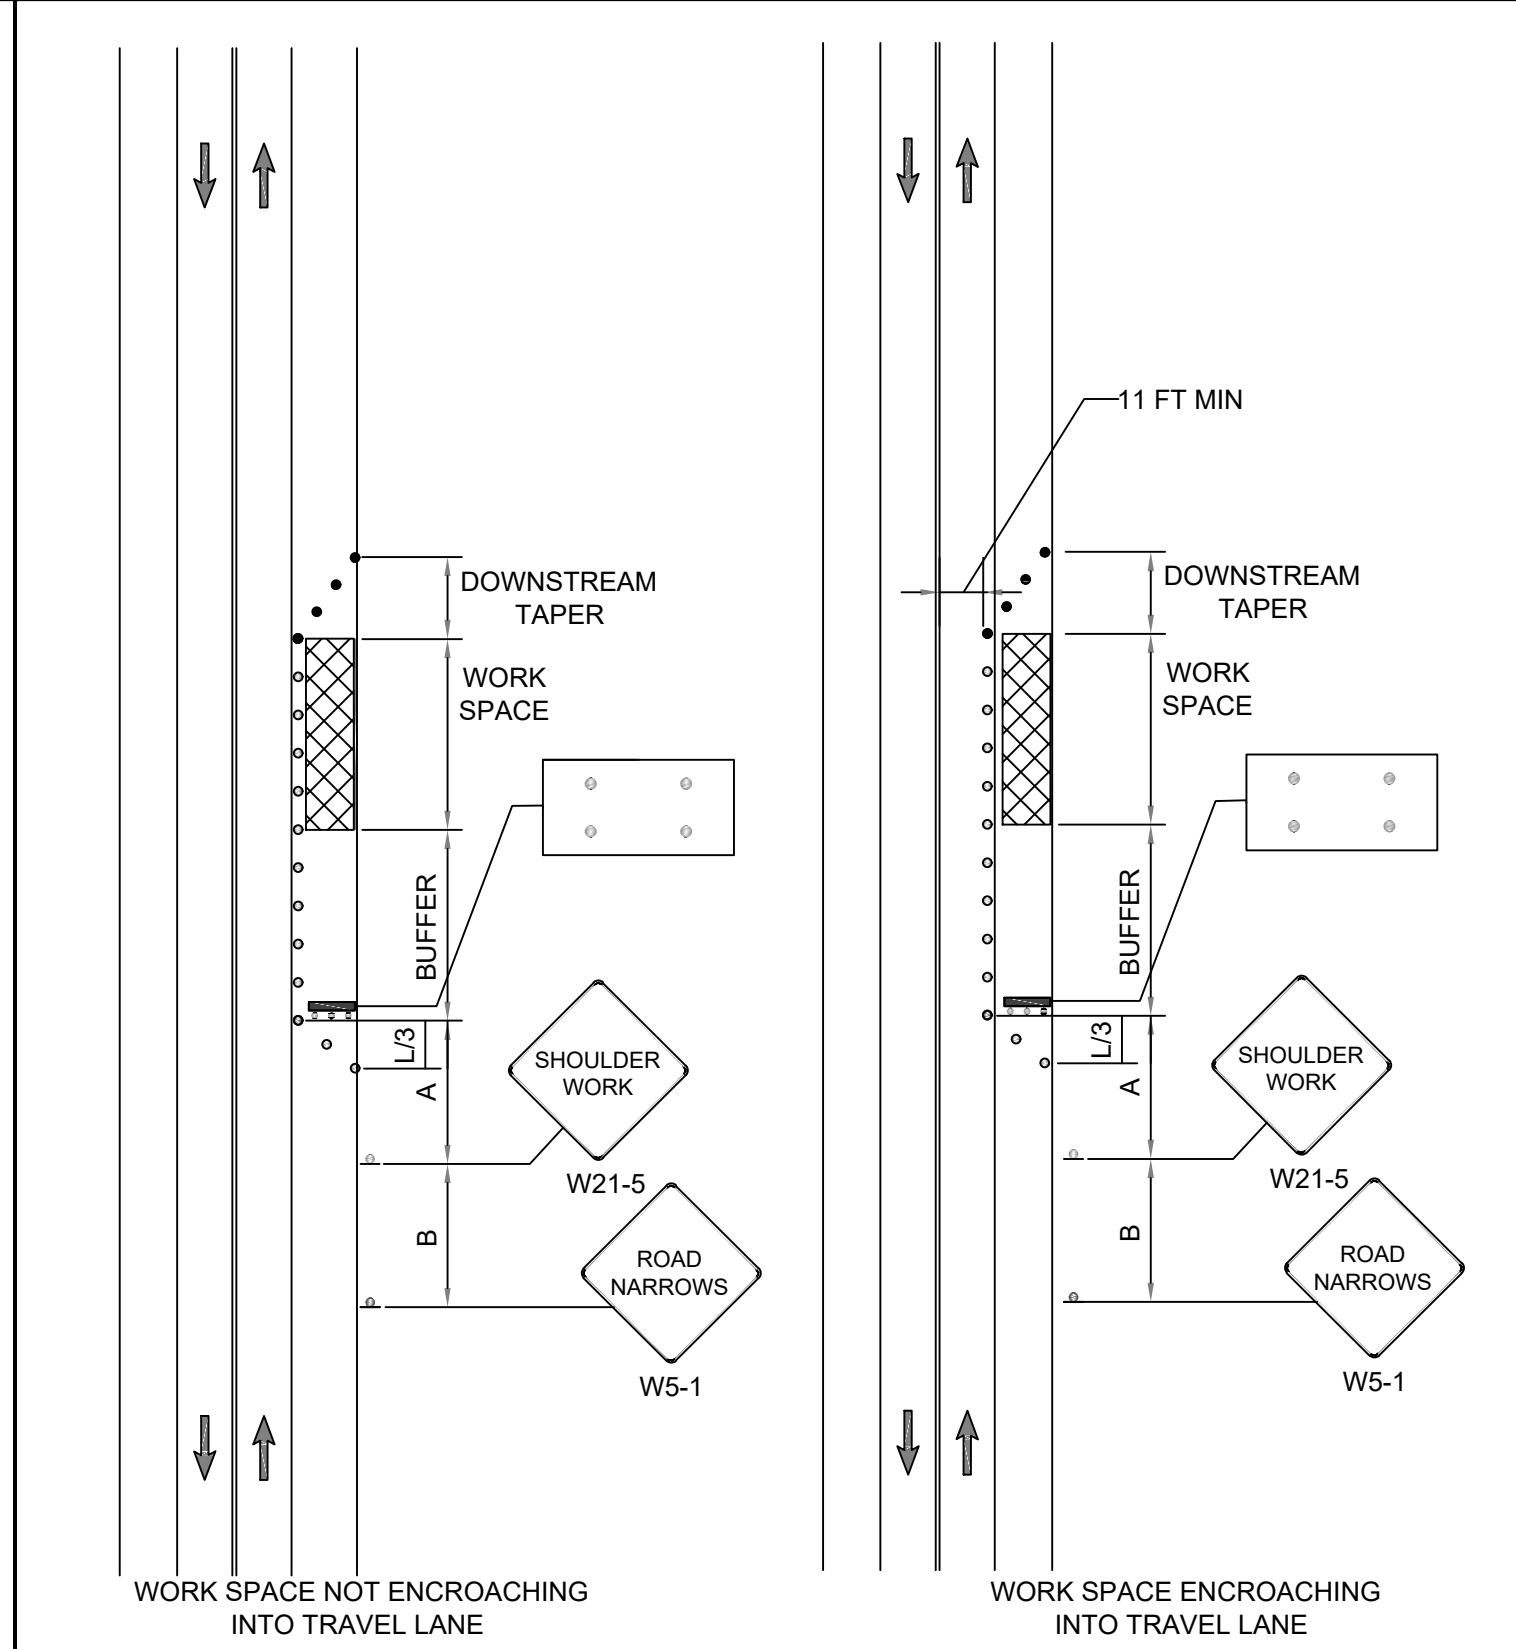 DOWNSTREAM
TAPER
WORK
SPACE
BUFFER
L/3
A
SHOULDER
WORK
W21-5
B
ROAD
NARROWS
W5-1
WORK SPACE NOT ENCROACHING
INTO TRAVEL LANE
11 FT MIN
DOWNSTREAM
TAPER
WORK
SPACE
BUFFER
L/3
A
SHOULDER
WORK
W21-5
B
ROAD
NARROWS
W5-1
WORK SPACE ENCROACHING
INTO TRAVEL LANE